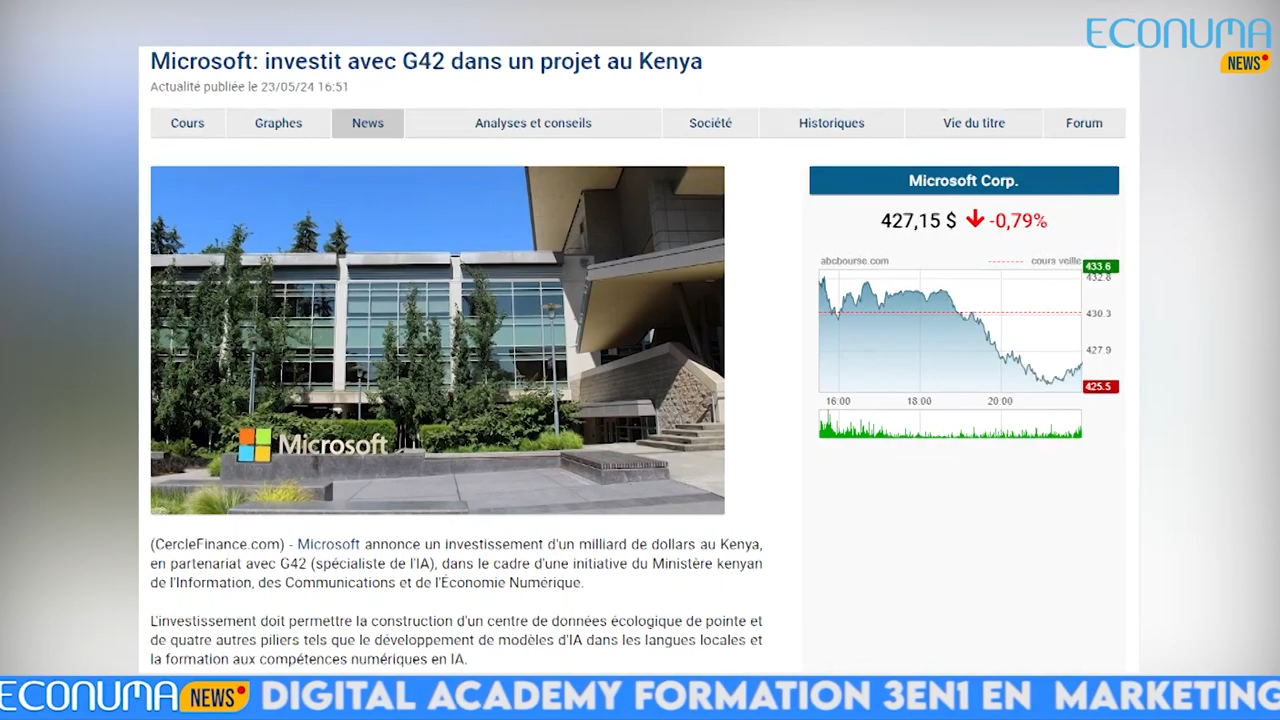 ECONUMA
NEWS
Microsoft: investit avec G42 dans un projet au Kenya
Actualité publiée le 23/05/24 16:51
Cours
Graphes
News
Analyses et conseils
Société
Historiques
Vie du titre
Forum
Microsoft
Microsoft Corp.
427,15 $ -0,79%
abcbourse.com
cours veille
433.6
432.8
430.3
427.9
425.5
16:00 18:00 20:00
(CercleFinance.com) - Microsoft annonce un investissement d'un milliard de dollars au Kenya,
en partenariat avec G42 (spécialiste de l'IA), dans le cadre d'une initiative du Ministère kenyan
de l'Information, des Communications et de l'Économie Numérique.
L'investissement doit permettre la construction d'un centre de données écologique de pointe et
de quatre autres piliers tels que le développement de modèles d'IA dans les langues locales et
la formation aux compétences numériques en IA.
ECONUMA NEWS DIGITAL ACADEMY FORMATION 3EN1 EN MARKETING